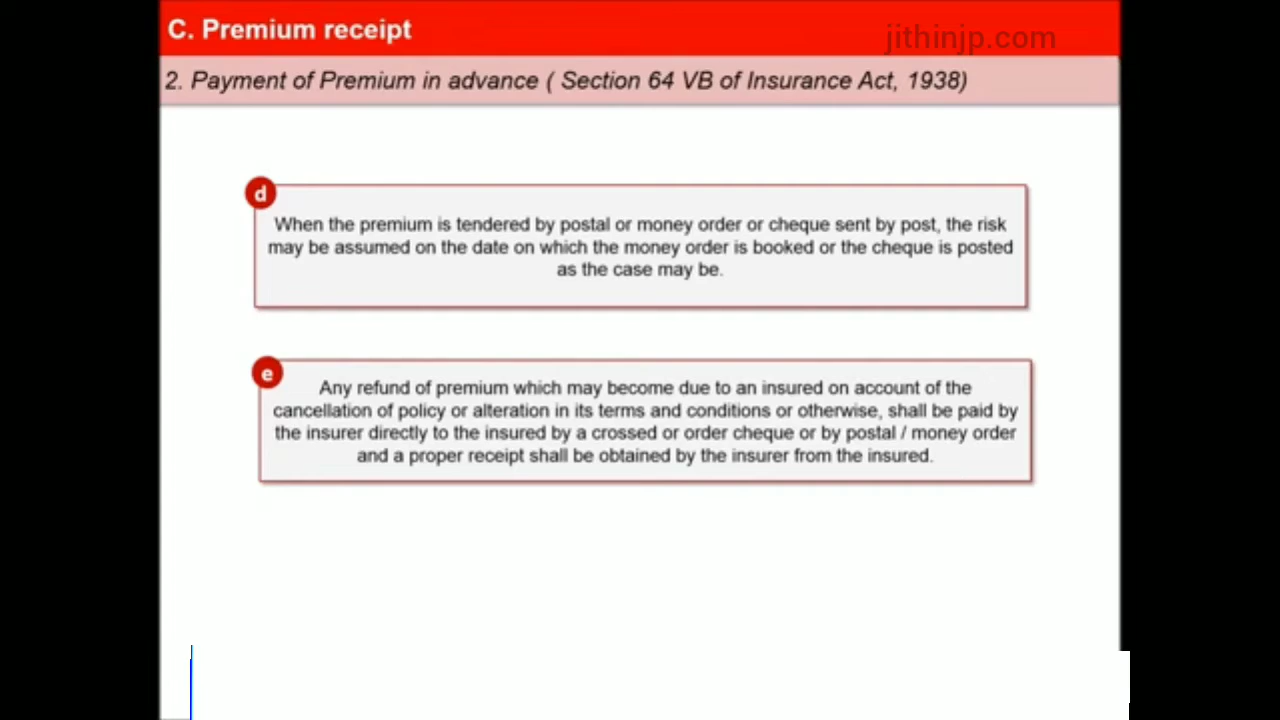 C. Premium receipt
jithinjp.com
2. Payment of Premium in advance ( Section 64 VB of Insurance Act, 1938)
d
When the premium is tendered by postal or money order or cheque sent by post, the risk
may be assumed on the date on which the money order is booked or the cheque is posted
as the case may be.
e
Any refund of premium which may become due to an insured on account of the
cancellation of policy or alteration in its terms and conditions or otherwise, shall be paid by
the insurer directly to the insured by a crossed or order cheque or by postal / money order
and a proper receipt shall be obtained by the insurer from the insured.